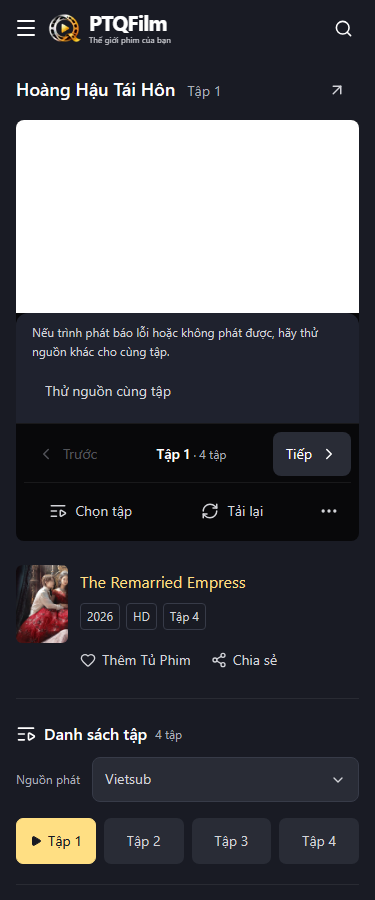 PTQFilm
Thế giới phim của bạn
Hoàng Hậu Tái Hôn Tập 1
Nếu trình phát báo lỗi hoặc không phát được, hãy thử
nguồn khác cho cùng tập.
Thử nguồn cùng tập
Trước
Tập 1 · 4 tập
Tiếp
Chọn tập
Tải lại
The Remarried Empress
2026 HD Tập 4
Thêm Tủ Phim Chia sẻ
Danh sách tập 4 tập
Nguồn phát Vietsub
Tập 1 Tập 2 Tập 3 Tập 4